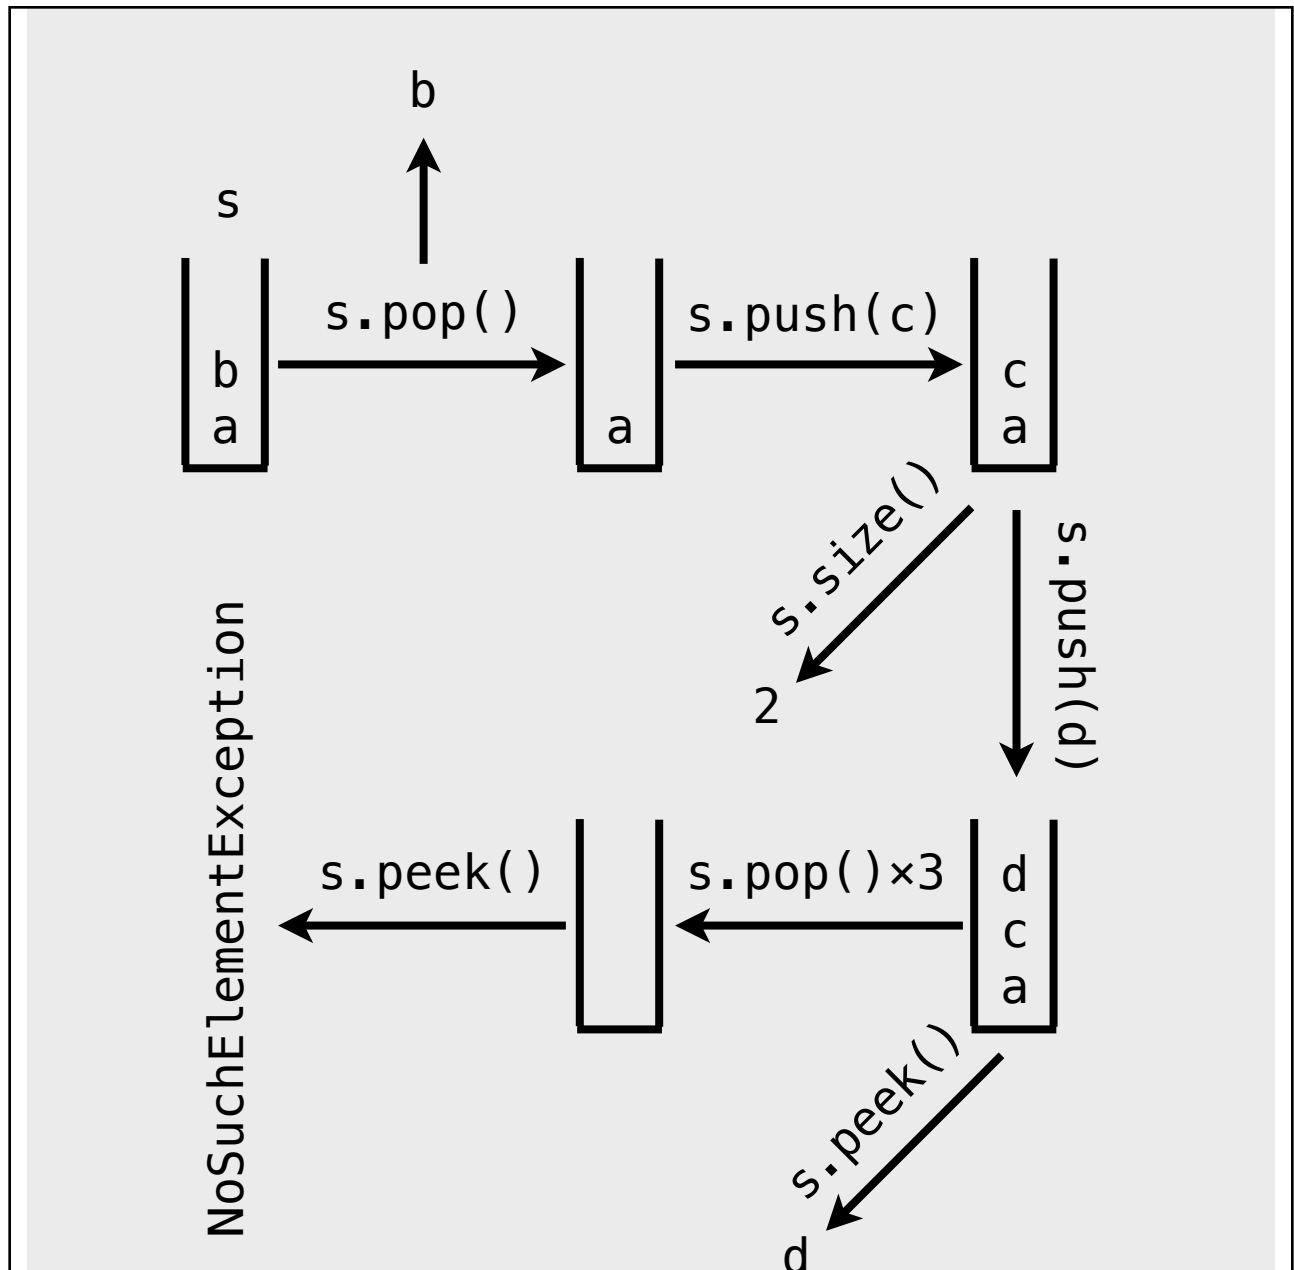 b
s
s.pop()
s.push(c)
b
a
a
c
a
s.size()
2
s.push(d)
NoSuchElementException
s.peek()
s.pop()×3
d
c
a
s.peek()
d